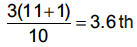 3(11+1)/10 = 3.6 th